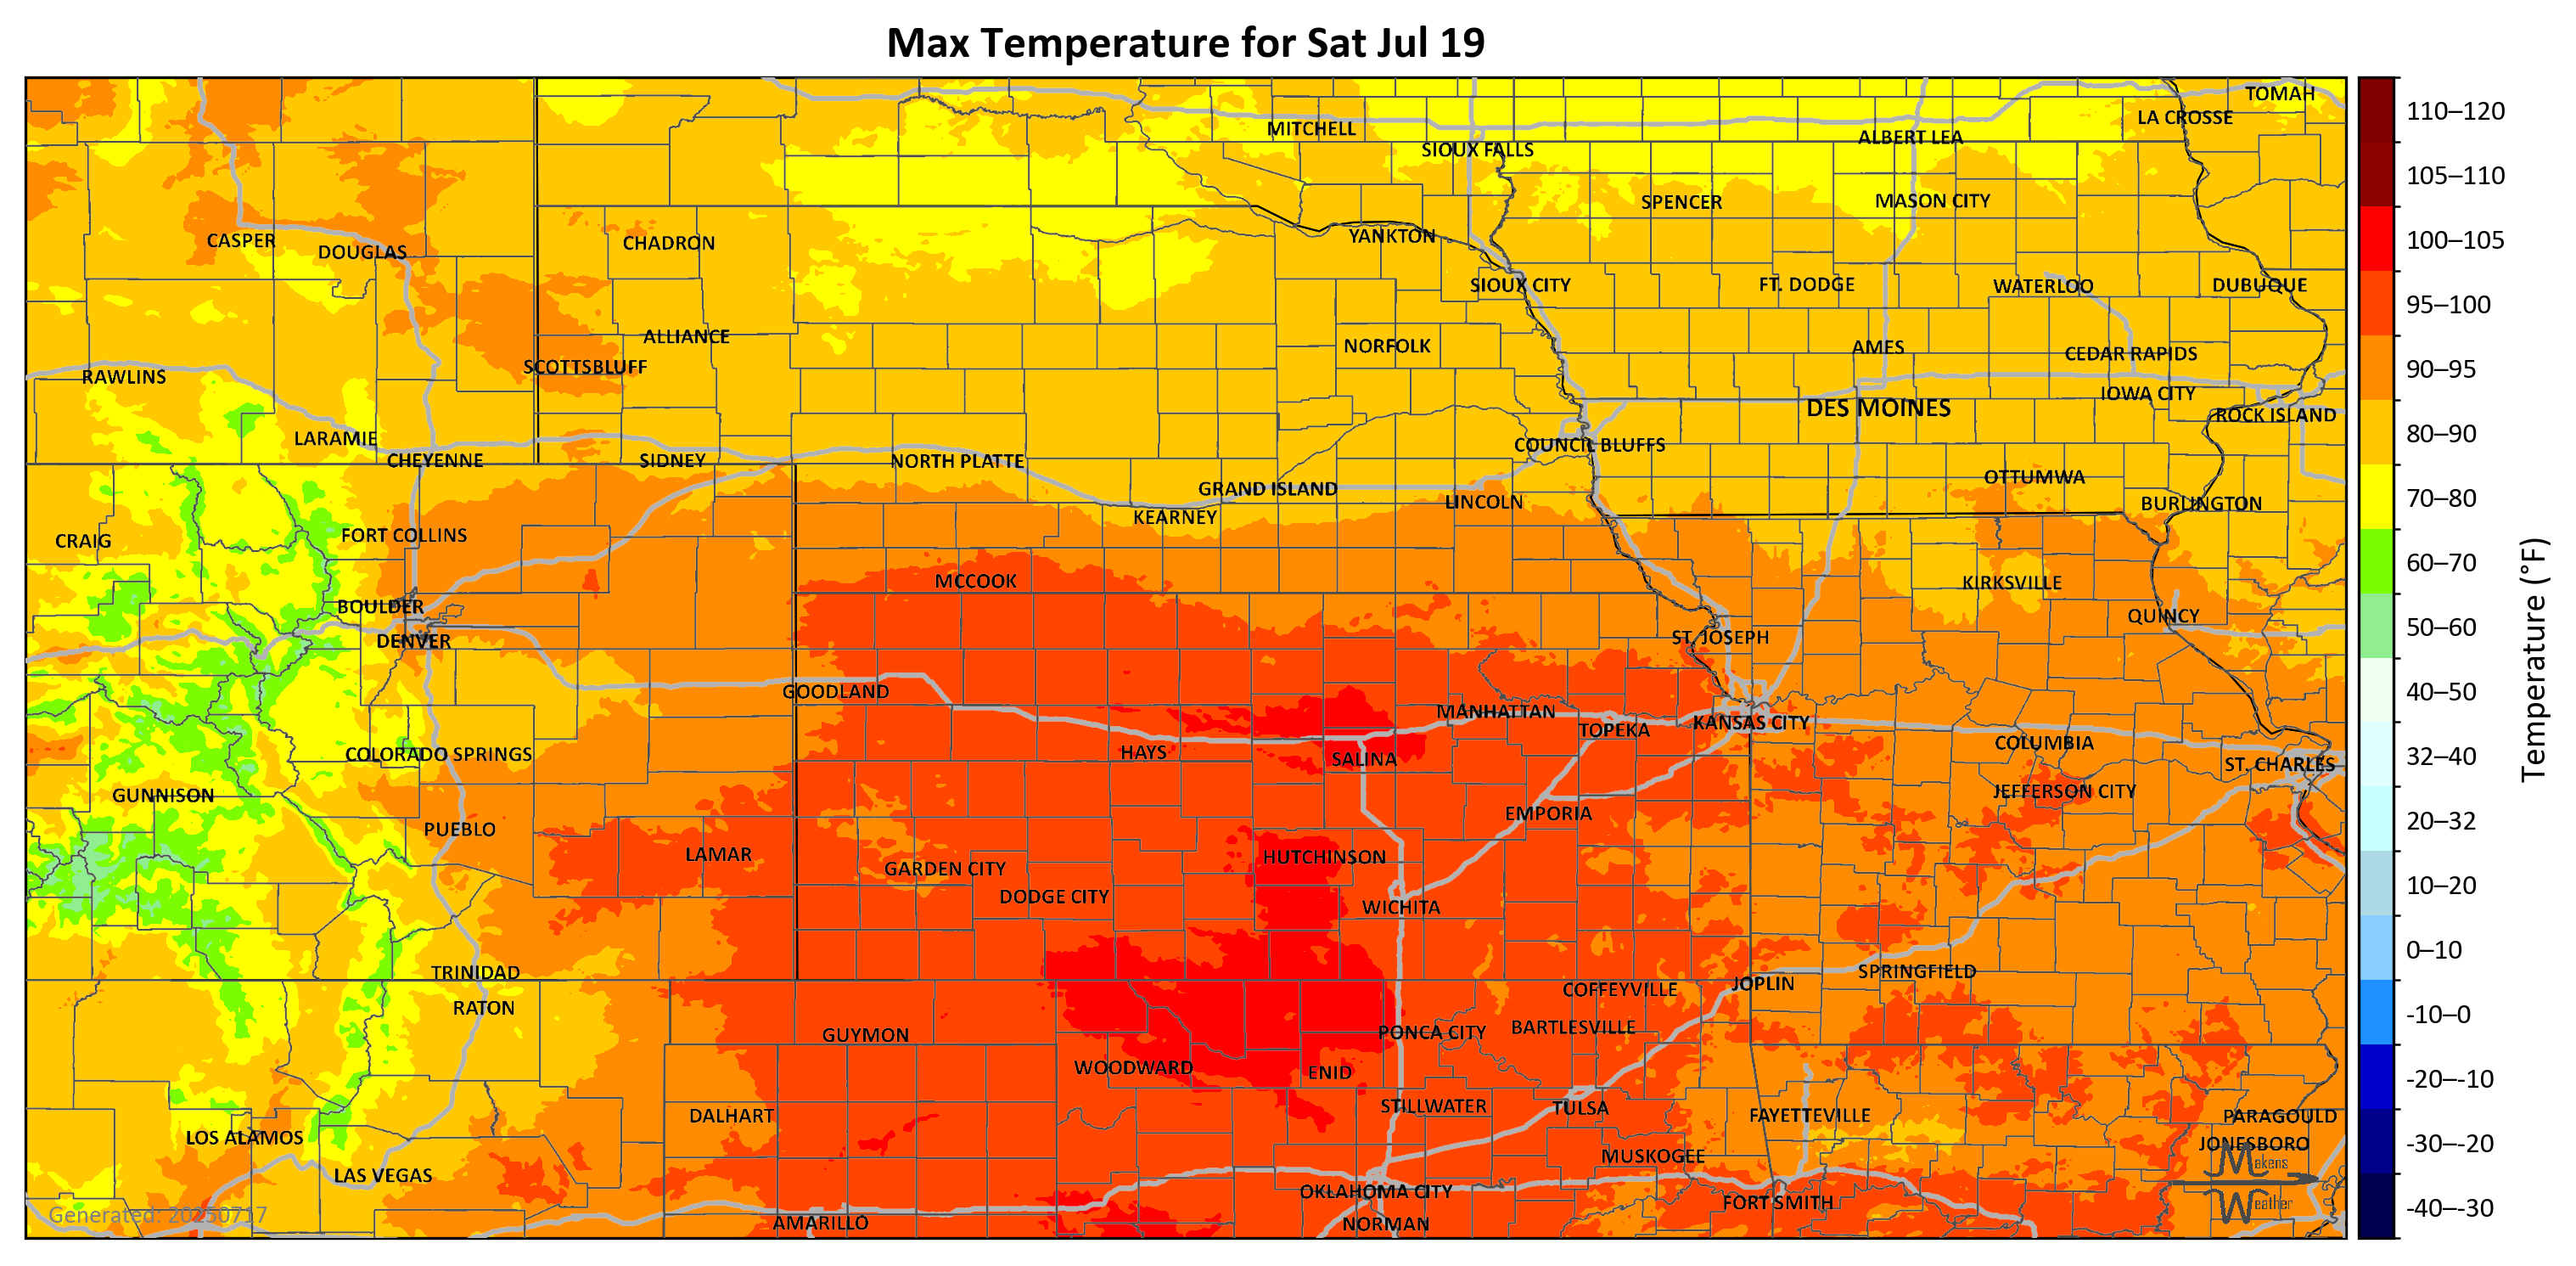 Max Temperature for Sat Jul 19
TOMAH
LA CROSSE
MITCHELL
ALBERT LEA
SIOUX FALLS
SPENCER
MASON CITY
CASPER
DOUGLAS
CHADRON
YANKTON
SIOUX CITY
FT. DODGE
WATERLOO
DUBUQUE
ALLIANCE
NORFOLK
AMES
CEDAR RAPIDS
SCOTTSBLUFF
RAWLINS
IOWA CITY
DES MOINES
ROCK ISLAND
LARAMIE
COUNCIL BLUFFS
CHEYENNE
SIDNEY
NORTH PLATTE
OTTUMWA
GRAND ISLAND
LINCOLN
BURLINGTON
KEARNEY
FORT COLLINS
CRAIG
MCCOOK
KIRKSVILLE
BOULDER
QUINCY
DENVER
ST. JOSEPH
GOODLAND
MANHATTAN
KANSAS CITY
TOPEKA
COLUMBIA
COLORADO SPRINGS
HAYS
SALINA
ST. CHARLES
GUNNISON
JEFFERSON CITY
EMPORIA
PUEBLO
LAMAR
HUTCHINSON
GARDEN CITY
DODGE CITY
WICHITA
TRINIDAD
SPRINGFIELD
JOPLIN
COFFEYVILLE
RATON
BARTLESVILLE
PONCA CITY
GUYMON
WOODWARD
ENID
STILLWATER
TULSA
DALHART
FAYETTEVILLE
PARAGOULD
LOS ALAMOS
JONESBORO
MUSKOGEE
LAS VEGAS
OKLAHOMA CITY
FORT SMITH
AMARILLO
NORMAN
Makens
Weather
Generated: 20250717
110–120
105–110
100–105
95–100
90–95
80–90
70–80
60–70
50–60
40–50
32–40
20–32
10–20
0–10
-10–0
-20–-10
-30–-20
-40–-30
Temperature (°F)